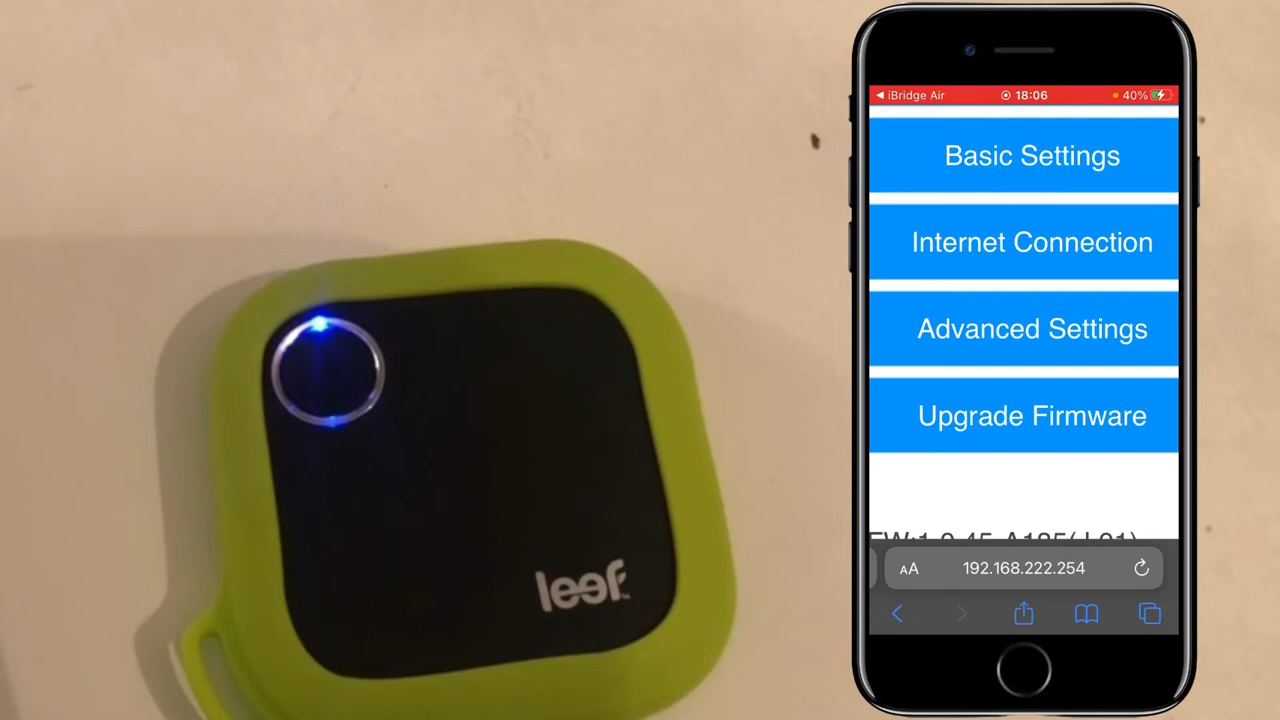 leef
iBridge Air
18:06
40%
Basic Settings
Internet Connection
Advanced Settings
Upgrade Firmware
AA
192.168.222.254